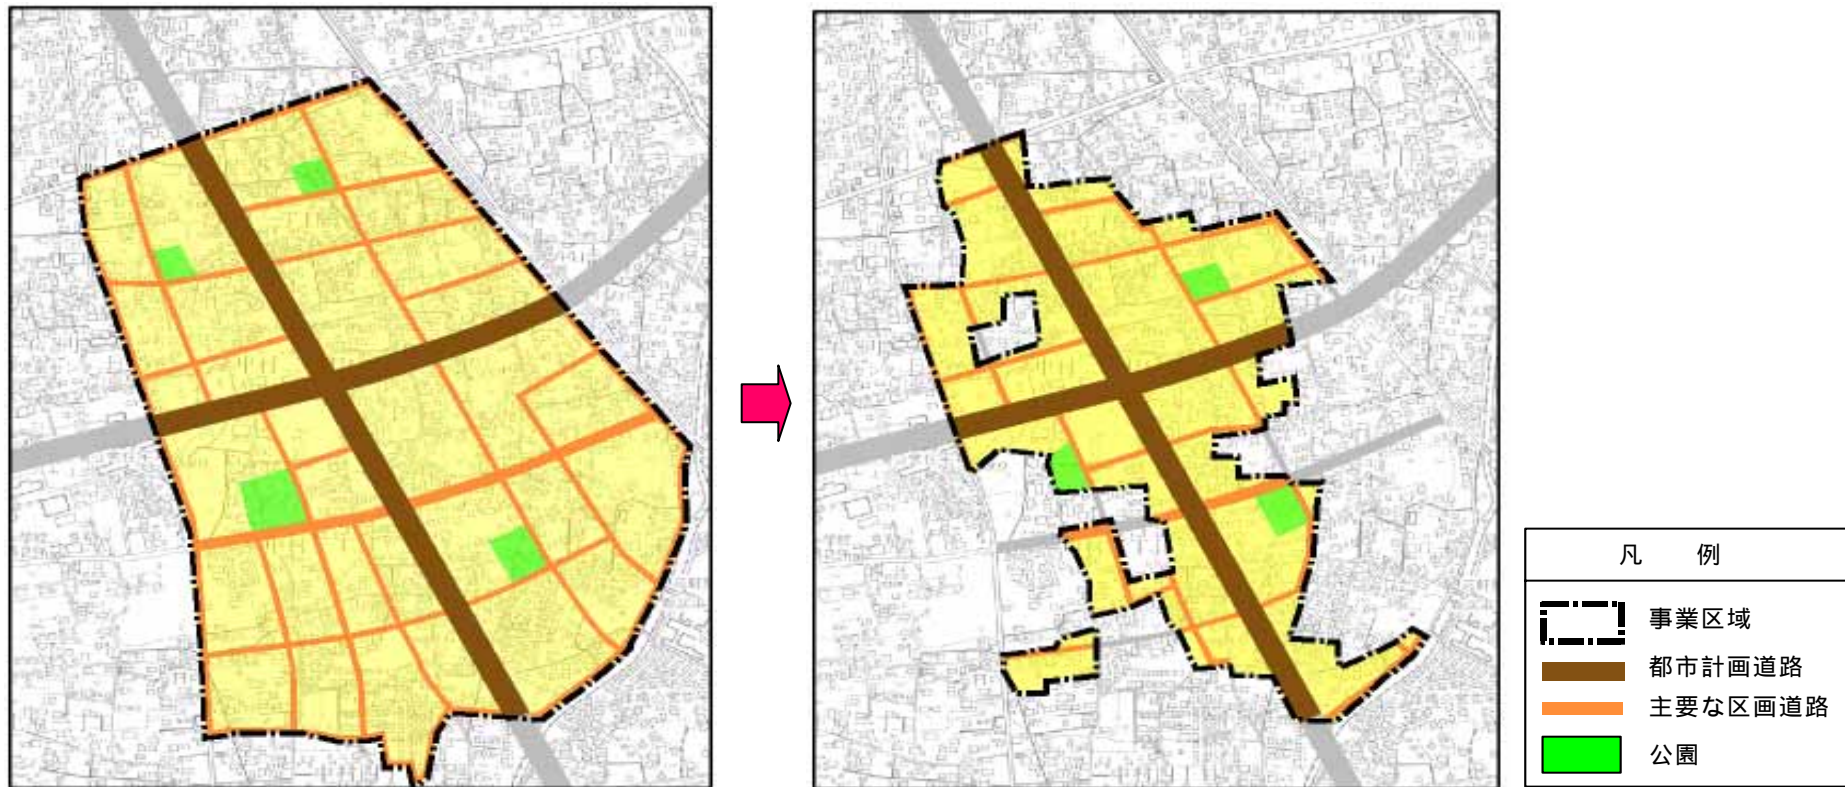 凡 例
事業区域
都市計画道路
主要な区画道路
公園